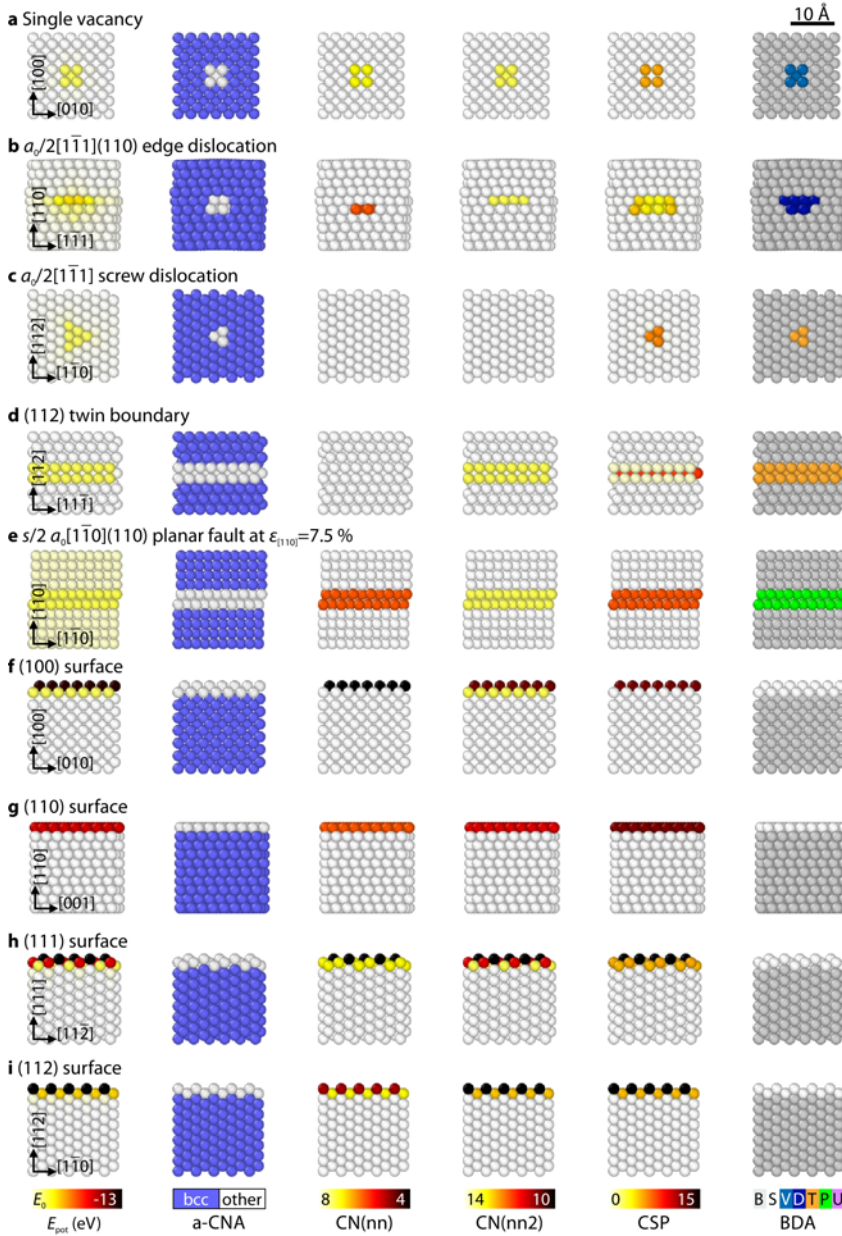 a Single vacancy
10 Å
[100]
[010]
b a₀/2[11̅1](110) edge dislocation
[110]
[11̅1]
c a₀/2[11̅1] screw dislocation
[112]
[11̅0]
d (112) twin boundary
[112]
[111̅]
e s/2 a₀[11̅0](110) planar fault at ε[110]=7.5 %
[110]
[11̅0]
f (100) surface
[100]
[010]
g (110) surface
[110]
[001]
h (111) surface
[111]
[112̅]
i (112) surface
[112]
[11̅0]
E₀ -13 bcc other 8 4 14 10 0 15 B S V D T P U
E_pot (eV) a-CNA CN(nn) CN(nn2) CSP BDA